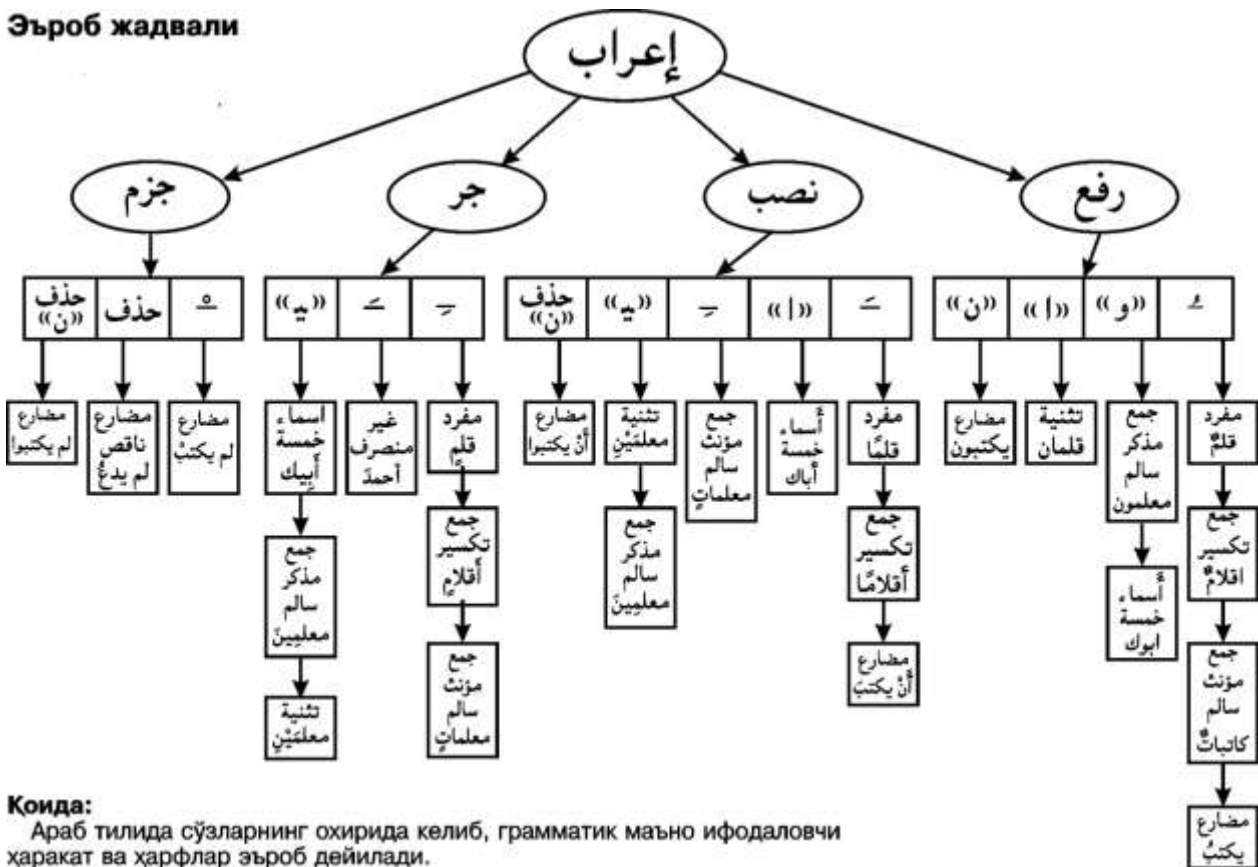 Эъроб жадвали
إعراب
رفع
نصب
جر
جزم
ـُ
«و»
«ا»
«ن»
ـَ
«ا»
ـِ
«يـ»
حذف
«ن»
ـِ
ـَ
«يـ»
ـْ
حذف
حذف
«ن»
مفرد
قلمٌ
جمع
تكسير
اقلامٌ
جمع
مؤنث
سالم
كاتباتٌ
مضارع
يكتبُ
جمع
مذكر
سالم
معلمون
أسماء
خمسة
ابوك
تثنية
قلمان
مضارع
يكتبون
مفرد
قلمًا
جمع
تكسير
أقلامًا
مضارع
أنْ يكتبَ
أسماء
خمسة
أباك
جمع
مؤنث
سالم
معلماتٍ
تثنية
معلمَيْنِ
جمع
مذكر
سالم
معلمِينَ
مضارع
أنْ يكتبوا
مفرد
قلمٍ
جمع
تكسير
أقلامٍ
جمع
مؤنث
سالم
معلماتٍ
غير
منصرف
أحمدَ
اسماء
خمسة
أَبِيك
جمع
مذكر
سالم
معلمِينَ
تثنية
معلمَيْنِ
مضارع
لم يكتبْ
مضارع
ناقص
لم يدعُ
مضارع
لم يكتبوا
Қоида:
Араб тилида сўзларнинг охирида келиб, грамматик маъно ифодаловчи
ҳаракат ва ҳарфлар эъроб дейилади.